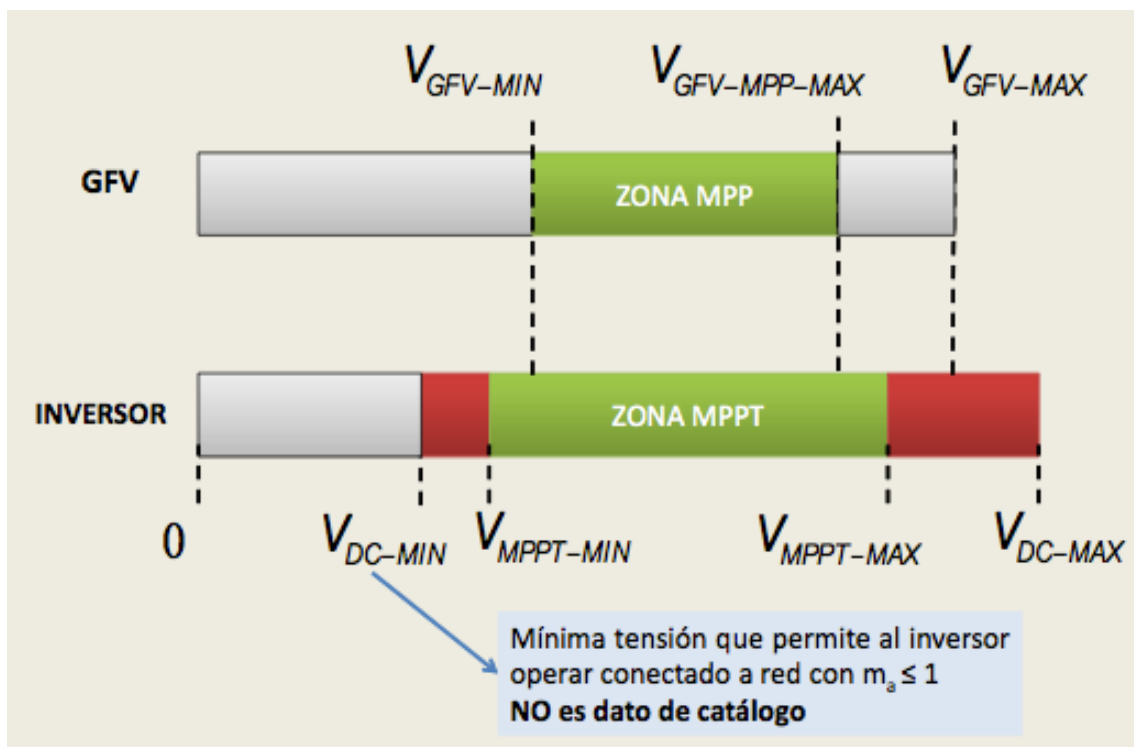 V_GFV–MIN V_GFV–MPP–MAX V_GFV–MAX
GFV ZONA MPP
INVERSOR ZONA MPPT
0 V_DC–MIN V_MPPT–MIN V_MPPT–MAX V_DC–MAX
Mínima tensión que permite al inversor
operar conectado a red con m_a ≤ 1
NO es dato de catálogo